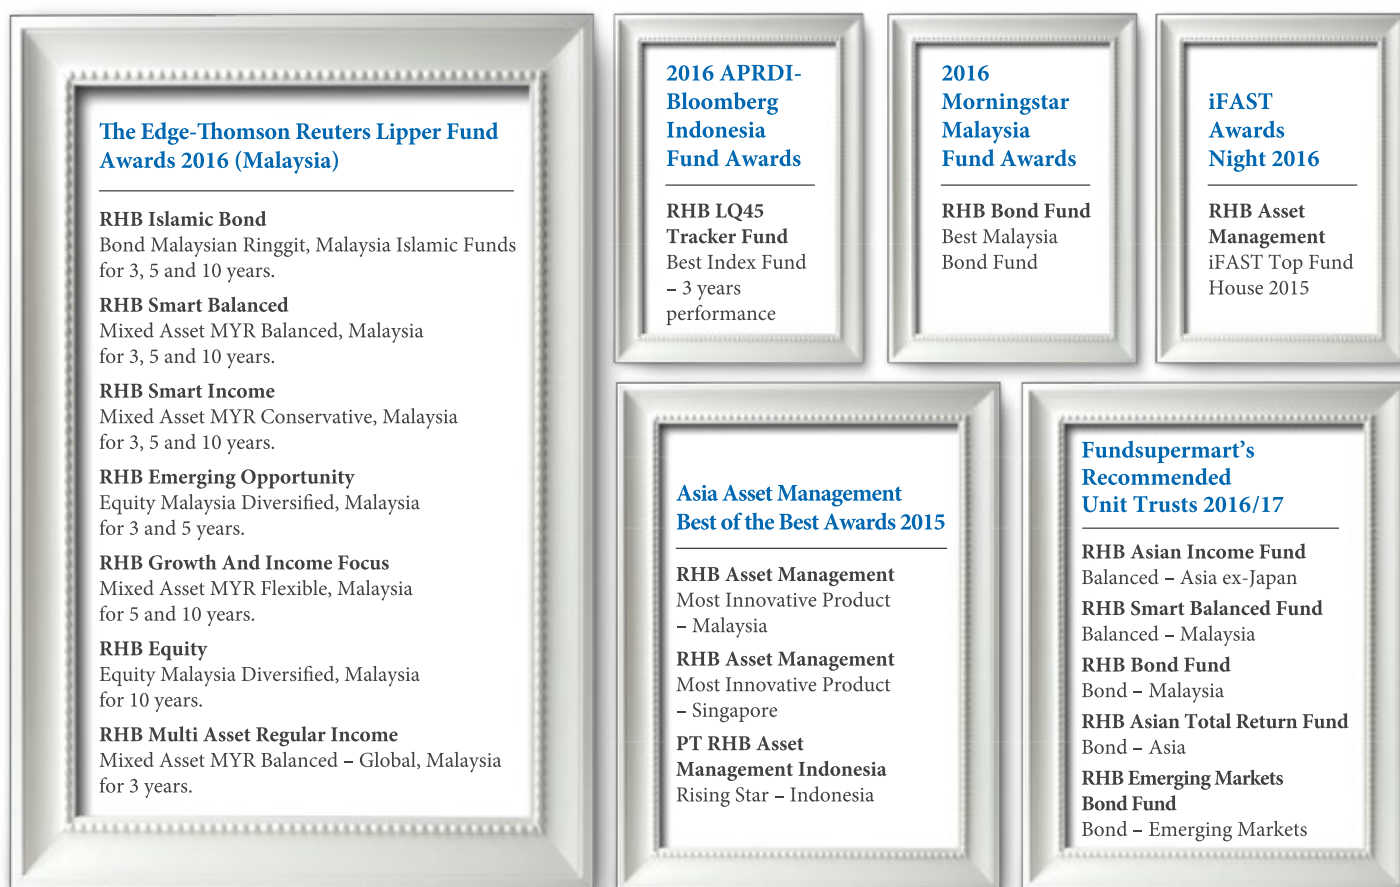 The Edge-Thomson Reuters Lipper Fund
Awards 2016 (Malaysia)
RHB Islamic Bond
Bond Malaysian Ringgit, Malaysia Islamic Funds
for 3, 5 and 10 years.
RHB Smart Balanced
Mixed Asset MYR Balanced, Malaysia
for 3, 5 and 10 years.
RHB Smart Income
Mixed Asset MYR Conservative, Malaysia
for 3, 5 and 10 years.
RHB Emerging Opportunity
Equity Malaysia Diversified, Malaysia
for 3 and 5 years.
RHB Growth And Income Focus
Mixed Asset MYR Flexible, Malaysia
for 5 and 10 years.
RHB Equity
Equity Malaysia Diversified, Malaysia
for 10 years.
RHB Multi Asset Regular Income
Mixed Asset MYR Balanced – Global, Malaysia
for 3 years.
2016 APRDI-
Bloomberg
Indonesia
Fund Awards
RHB LQ45
Tracker Fund
Best Index Fund
– 3 years
performance
2016
Morningstar
Malaysia
Fund Awards
RHB Bond Fund
Best Malaysia
Bond Fund
iFAST
Awards
Night 2016
RHB Asset
Management
iFAST Top Fund
House 2015
Asia Asset Management
Best of the Best Awards 2015
RHB Asset Management
Most Innovative Product
– Malaysia
RHB Asset Management
Most Innovative Product
– Singapore
PT RHB Asset
Management Indonesia
Rising Star – Indonesia
Fundsupermart’s
Recommended
Unit Trusts 2016/17
RHB Asian Income Fund
Balanced – Asia ex-Japan
RHB Smart Balanced Fund
Balanced – Malaysia
RHB Bond Fund
Bond – Malaysia
RHB Asian Total Return Fund
Bond – Asia
RHB Emerging Markets
Bond Fund
Bond – Emerging Markets